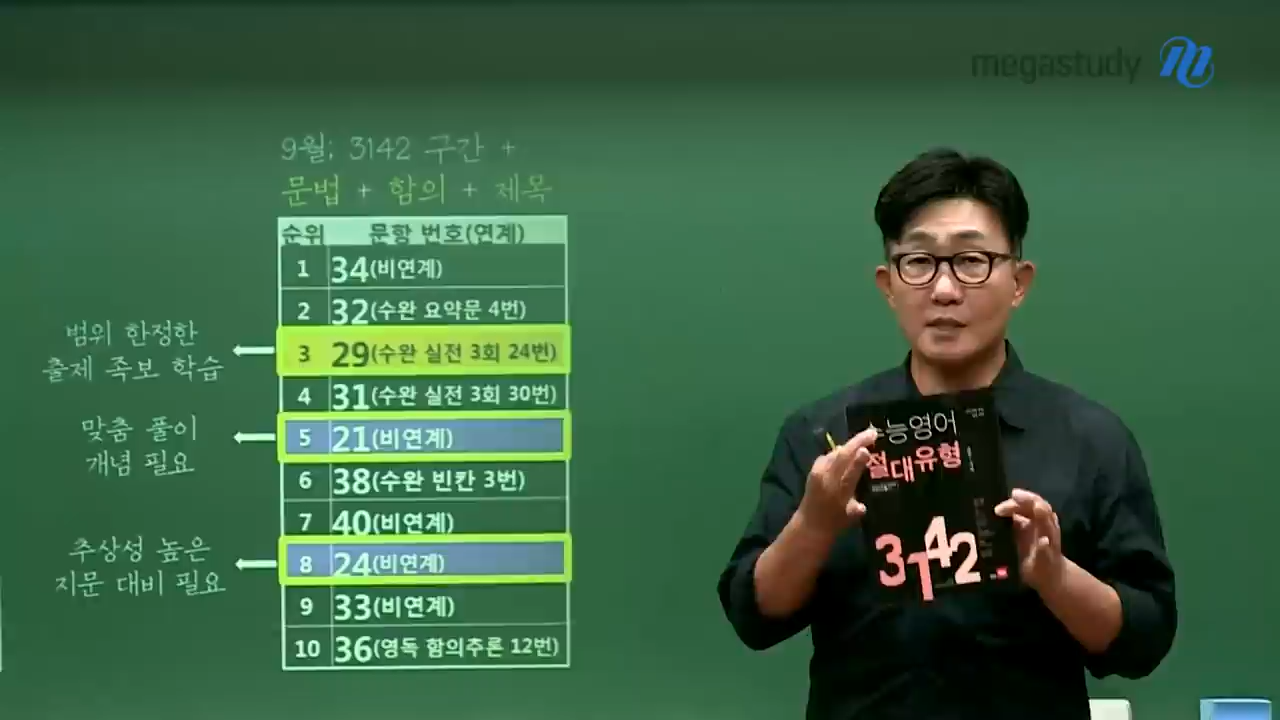 megastudy
9월; 3142 구간 +
문법 + 함의 + 제목
순위 문항 번호(연계)
1 34(비연계)
2 32(수완 요약문 4번)
3 29(수완 실전 3회 24번)
4 31(수완 실전 3회 30번)
5 21(비연계)
6 38(수완 빈칸 3번)
7 40(비연계)
8 24(비연계)
9 33(비연계)
10 36(영독 함의추론 12번)
범위 한정한
출제 족보 학습
맞춤 풀이
개념 필요
추상성 높은
지문 대비 필요
능영어
절대유형
3142